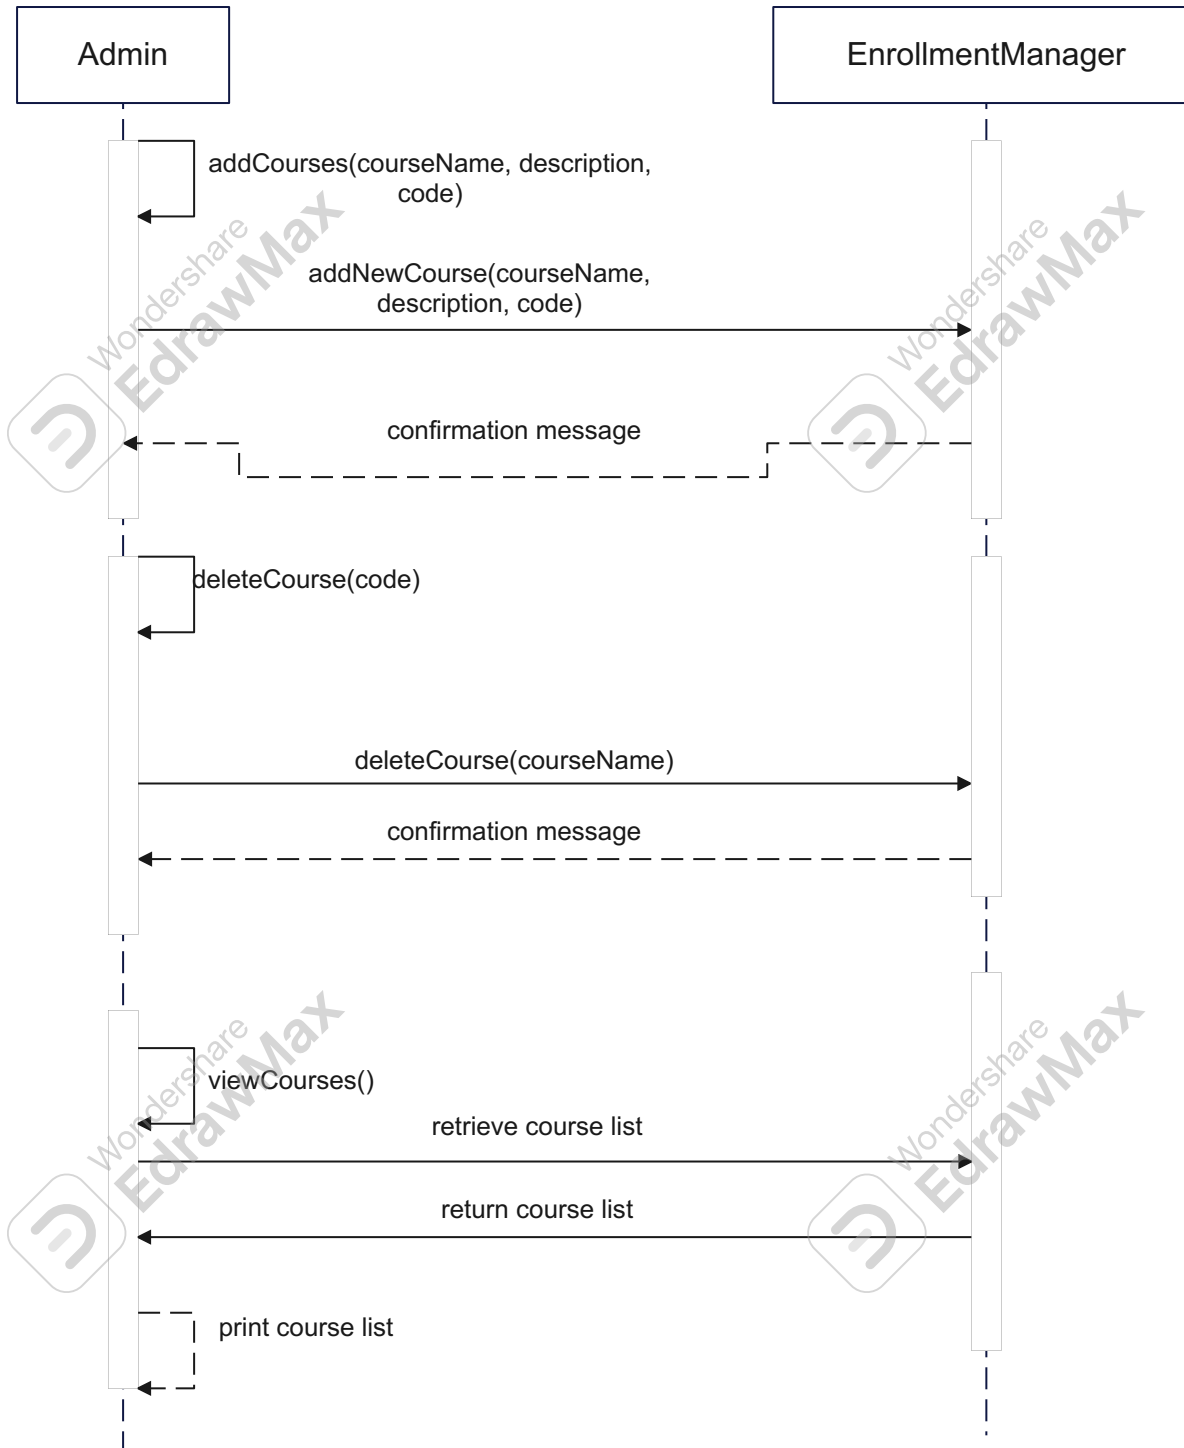 Admin
EnrollmentManager
addCourses(courseName, description,
code)
addNewCourse(courseName,
description, code)
confirmation message
deleteCourse(code)
deleteCourse(courseName)
confirmation message
viewCourses()
retrieve course list
return course list
print course list
Wondershare
EdrawMax
Wondershare
EdrawMax
Wondershare
EdrawMax
Wondershare
EdrawMax